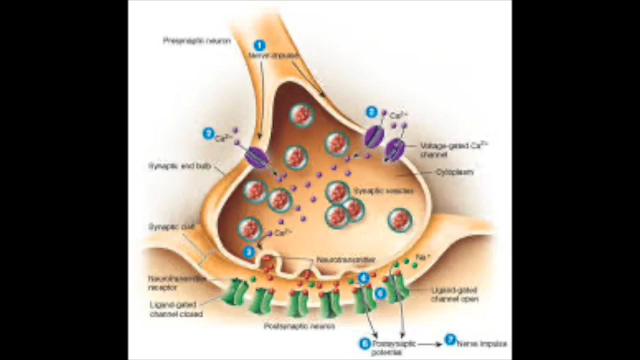 Presynaptic neuron
1
Nerve impulse
2
Ca2+
2
Ca2+
Voltage-gated Ca2+
channel
Synaptic end bulb
Cytoplasm
Synaptic vesicles
Synaptic cleft
Ca2+
3
Neurotransmitter
Na+
4
Neurotransmitter
receptor
5
Ligand-gated
channel open
Ligand-gated
channel closed
Postsynaptic neuron
6 Postsynaptic
potential
7 Nerve impulse